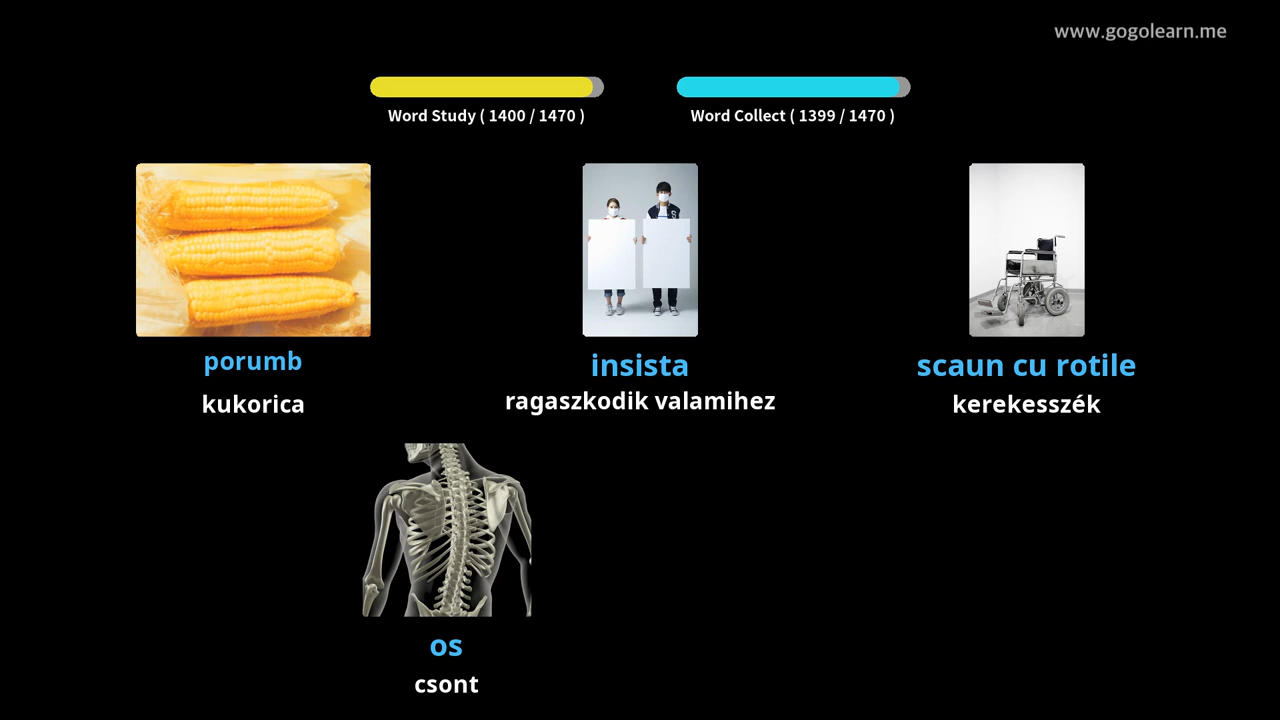 www.gogolearn.me
Word Study ( 1400 / 1470 )
Word Collect ( 1399 / 1470 )
porumb
insista
scaun cu rotile
kukorica
ragaszkodik valamihez
kerekesszék
os
csont